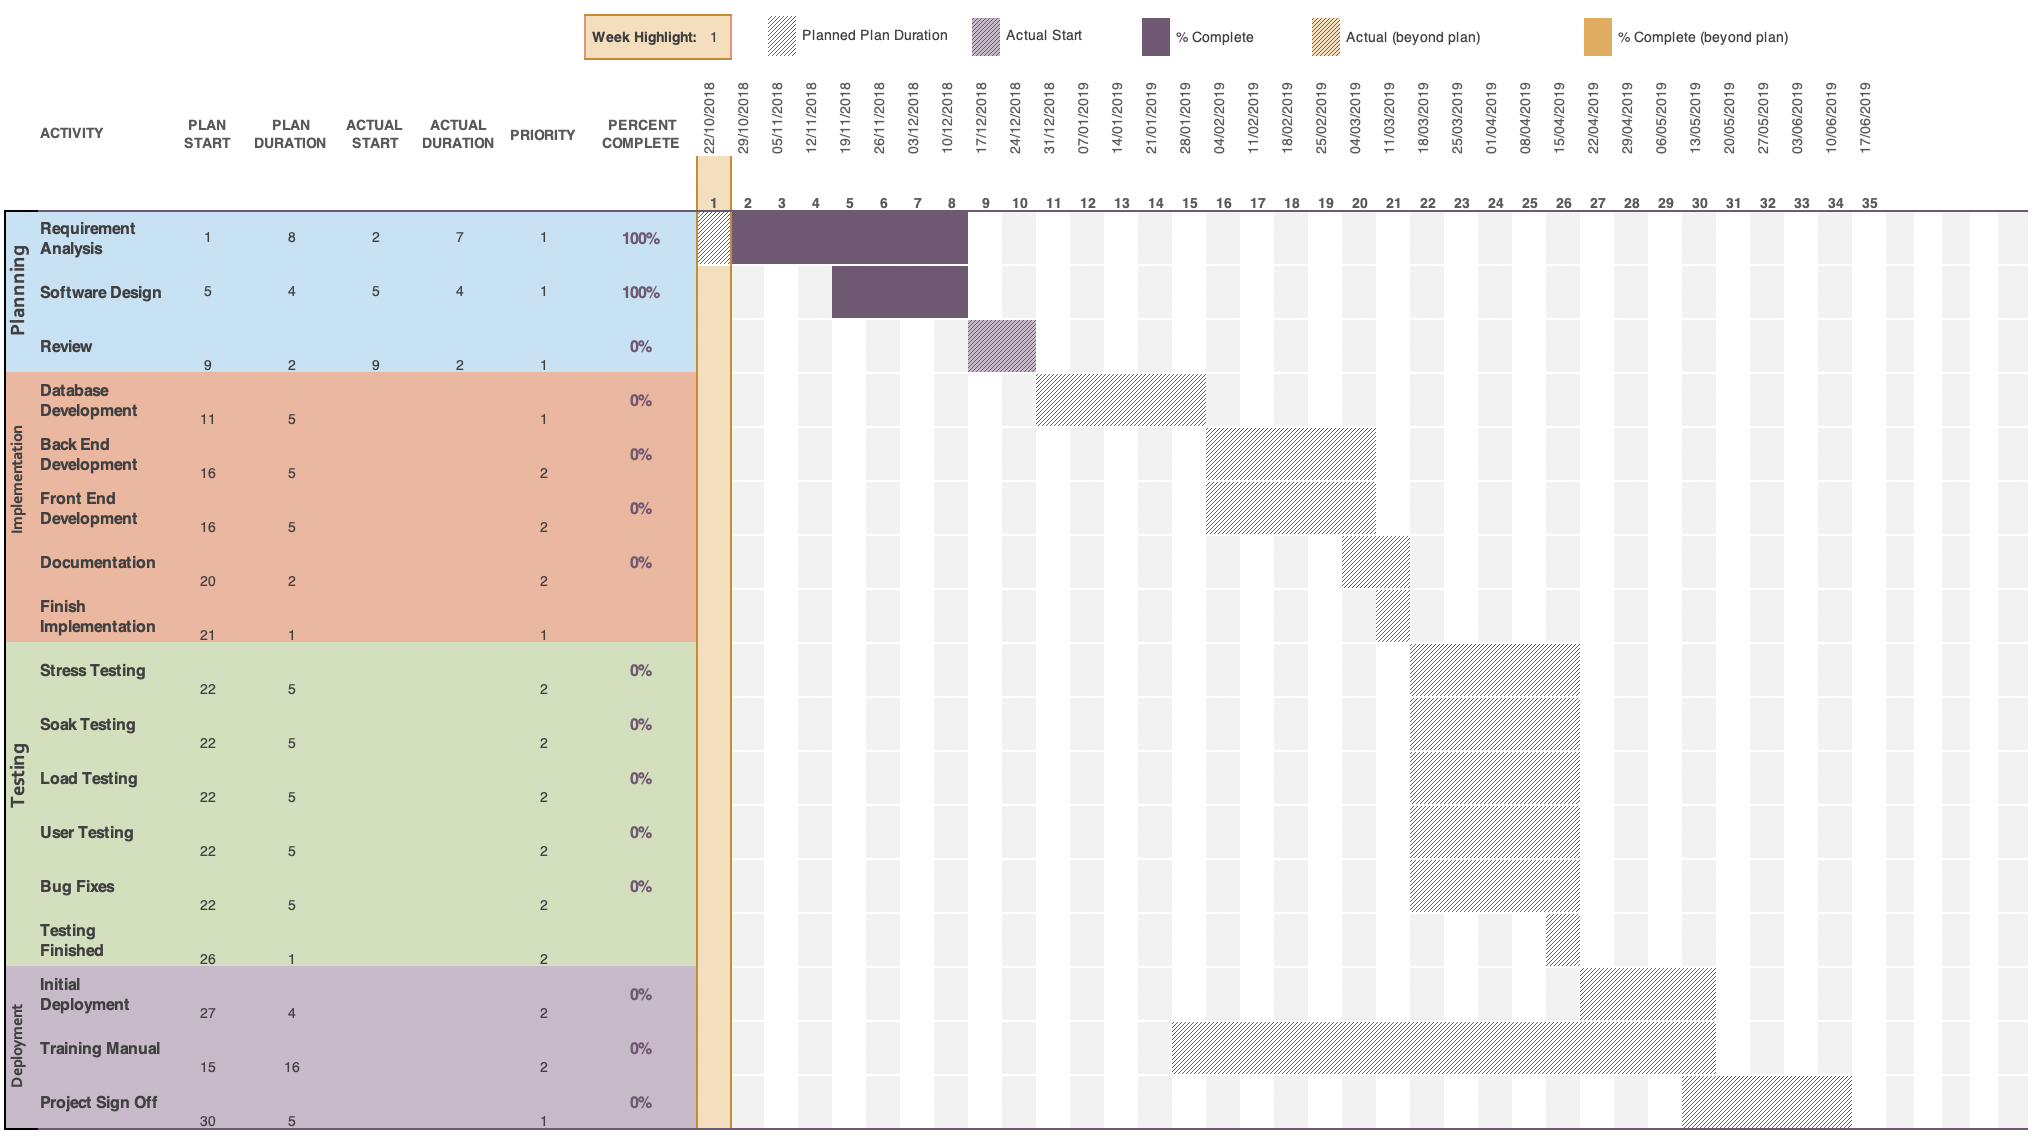 Week Highlight: 1
Planned Plan Duration
Actual Start
% Complete
Actual (beyond plan)
% Complete (beyond plan)
ACTIVITY
PLAN
START
PLAN
DURATION
ACTUAL
START
ACTUAL
DURATION
PRIORITY
PERCENT
COMPLETE
22/10/2018
29/10/2018
05/11/2018
12/11/2018
19/11/2018
26/11/2018
03/12/2018
10/12/2018
17/12/2018
24/12/2018
31/12/2018
07/01/2019
14/01/2019
21/01/2019
28/01/2019
04/02/2019
11/02/2019
18/02/2019
25/02/2019
04/03/2019
11/03/2019
18/03/2019
25/03/2019
01/04/2019
08/04/2019
15/04/2019
22/04/2019
29/04/2019
06/05/2019
13/05/2019
20/05/2019
27/05/2019
03/06/2019
10/06/2019
17/06/2019
1 2 3 4 5 6 7 8 9 10 11 12 13 14 15 16 17 18 19 20 21 22 23 24 25 26 27 28 29 30 31 32 33 34 35
Plannning
Requirement
Analysis
1 8 2 7 1 100%
Software Design 5 4 5 4 1 100%
Review 0%
9 2 9 2 1
Implementation
Database
Development
0%
11 5 1
Back End
Development
0%
16 5 2
Front End
Development
0%
16 5 2
Documentation 0%
20 2 2
Finish
Implementation
21 1 1
Testing
Stress Testing 0%
22 5 2
Soak Testing 0%
22 5 2
Load Testing 0%
22 5 2
User Testing 0%
22 5 2
Bug Fixes 0%
22 5 2
Testing
Finished
26 1 2
Deployment
Initial
Deployment
0%
27 4 2
Training Manual 0%
15 16 2
Project Sign Off 0%
30 5 1